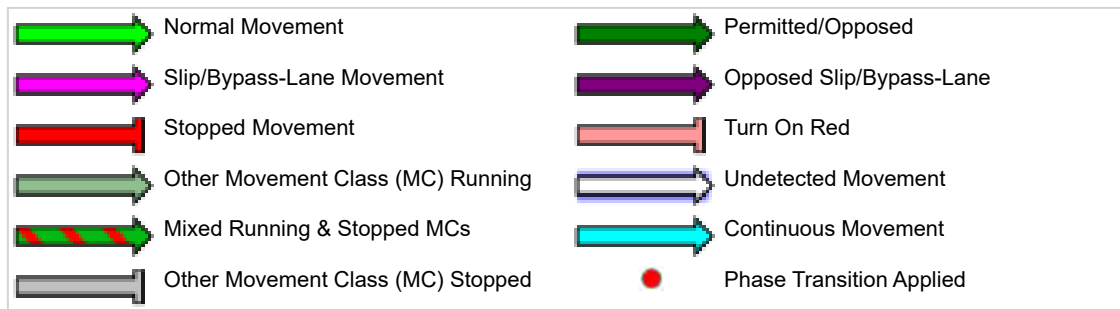 Normal Movement
Permitted/Opposed
Slip/Bypass-Lane Movement
Opposed Slip/Bypass-Lane
Stopped Movement
Turn On Red
Other Movement Class (MC) Running
Undetected Movement
Mixed Running & Stopped MCs
Continuous Movement
Other Movement Class (MC) Stopped
Phase Transition Applied